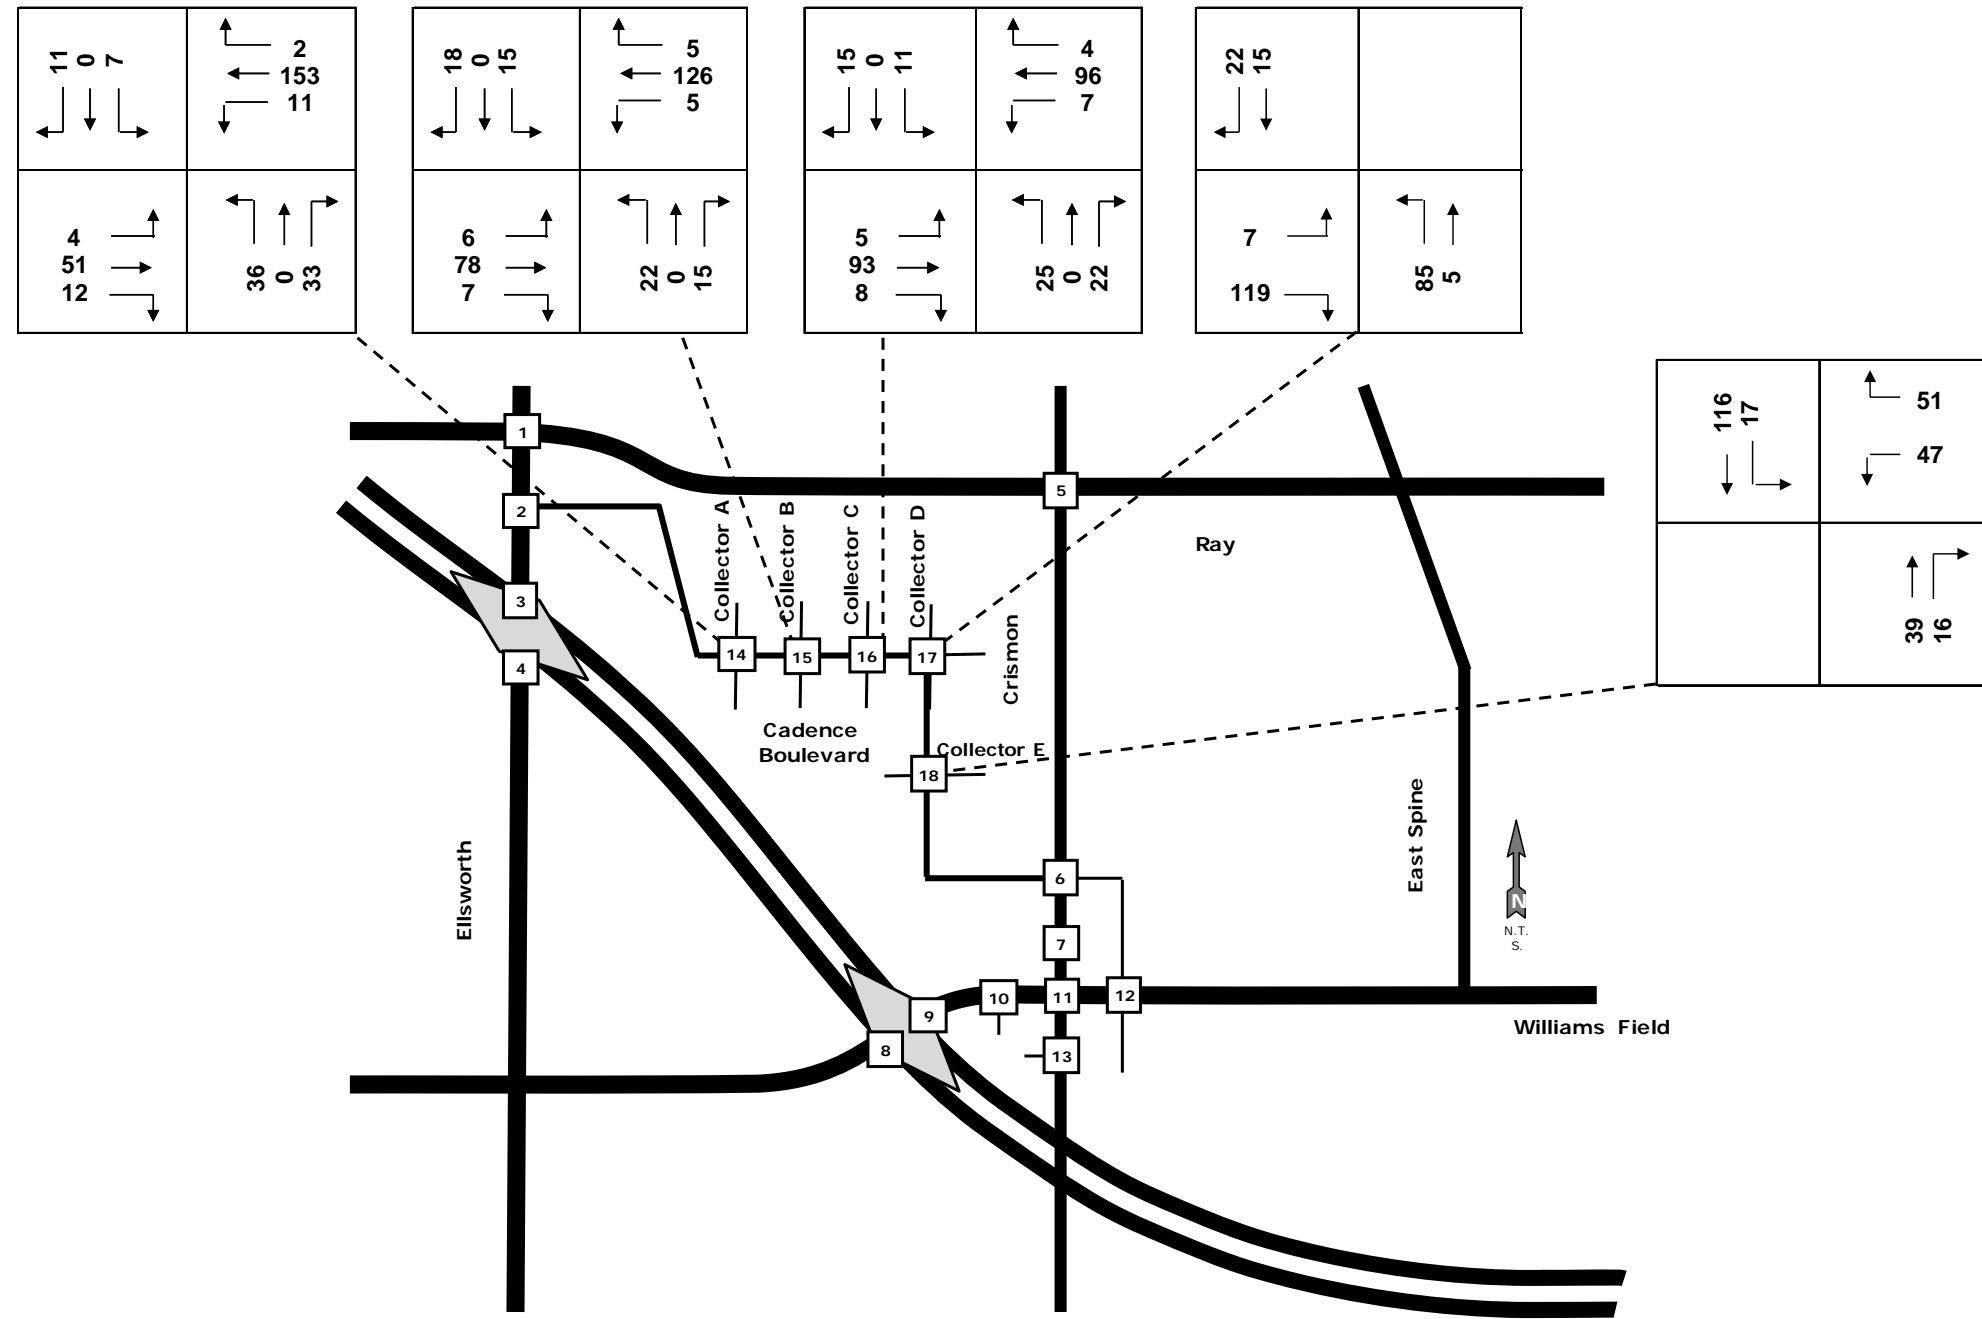 11 0 7
2
153
11
4
51
12
36 0 33
18 0 15
5
126
5
6
78
7
22 0 15
15 0 11
4
96
7
5
93
8
25 0 22
22 15
7
119
85 5
116 17
51
47
39 16
1
2
3
4
5
Ray
Collector A
Collector B
Collector C
Collector D
14
15
16
17
Crismon
Cadence
Boulevard
Collector E
18
Ellsworth
East Spine
N
N.T.
S.
6
7
8
9
10
11
12
13
Williams Field